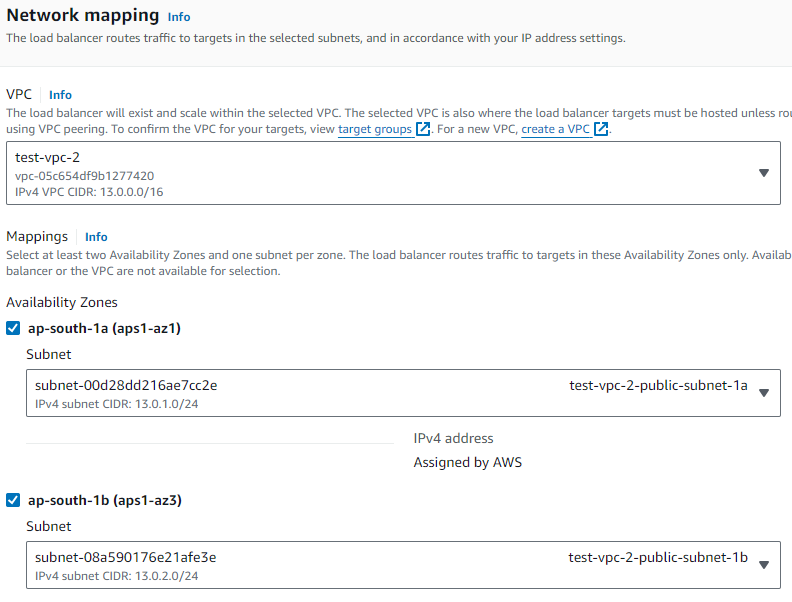 Network mapping Info
The load balancer routes traffic to targets in the selected subnets, and in accordance with your IP address settings.
VPC Info
The load balancer will exist and scale within the selected VPC. The selected VPC is also where the load balancer targets must be hosted unless
using VPC peering. To confirm the VPC for your targets, view target groups. For a new VPC, create a VPC.
test-vpc-2
vpc-05c654df9b1277420
IPv4 VPC CIDR: 13.0.0.0/16
Mappings Info
Select at least two Availability Zones and one subnet per zone. The load balancer routes traffic to targets in these Availability Zones only.
balancer or the VPC are not available for selection.
Availability Zones
ap-south-1a (aps1-az1)
Subnet
subnet-00d28dd216ae7cc2e test-vpc-2-public-subnet-1a
IPv4 subnet CIDR: 13.0.1.0/24
IPv4 address
Assigned by AWS
ap-south-1b (aps1-az3)
Subnet
subnet-08a590176e21afe3e test-vpc-2-public-subnet-1b
IPv4 subnet CIDR: 13.0.2.0/24